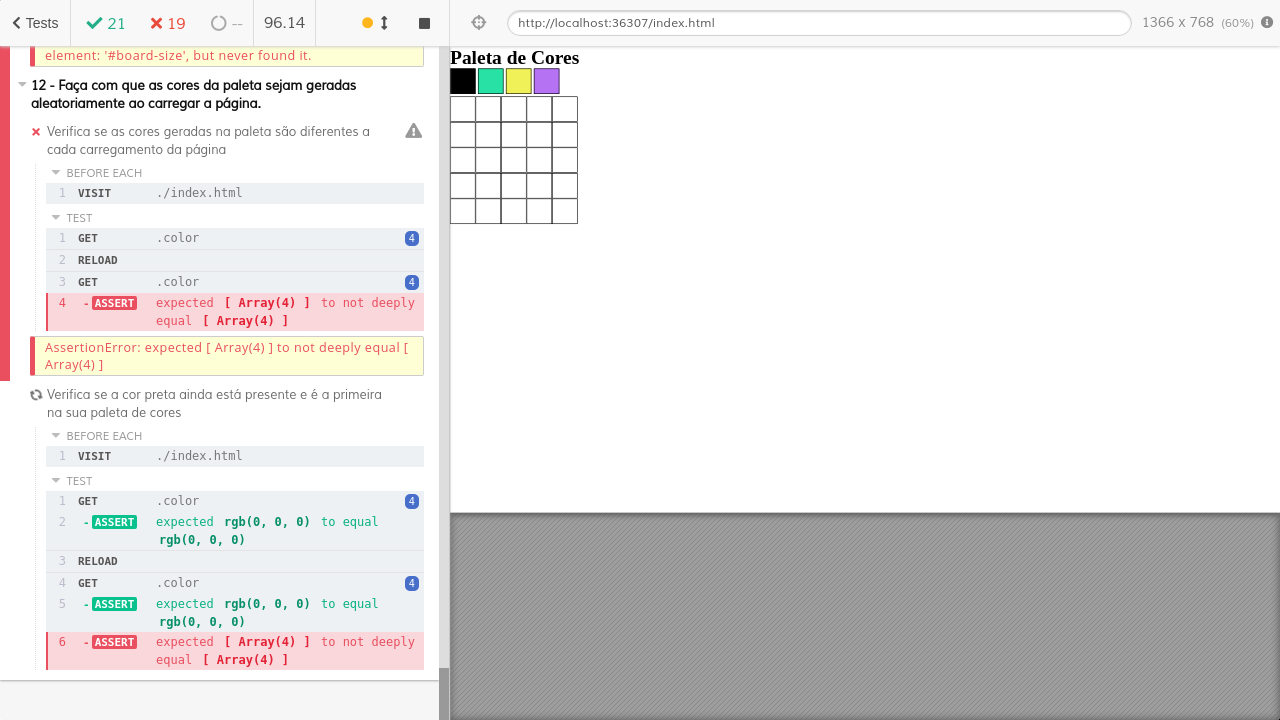 Tests
21
19
--
96.14
http://localhost:36307/index.html
1366 x 768 (60%)
element: '#board-size', but never found it.
12 - Faça com que as cores da paleta sejam geradas
aleatoriamente ao carregar a página.
Verifica se as cores geradas na paleta são diferentes a
cada carregamento da página
BEFORE EACH
1 VISIT ./index.html
TEST
1 GET .color 4
2 RELOAD
3 GET .color 4
4 - ASSERT expected [ Array(4) ] to not deeply
equal [ Array(4) ]
AssertionError: expected [ Array(4) ] to not deeply equal [
Array(4) ]
Verifica se a cor preta ainda está presente e é a primeira
na sua paleta de cores
BEFORE EACH
1 VISIT ./index.html
TEST
1 GET .color 4
2 - ASSERT expected rgb(0, 0, 0) to equal
rgb(0, 0, 0)
3 RELOAD
4 GET .color 4
5 - ASSERT expected rgb(0, 0, 0) to equal
rgb(0, 0, 0)
6 - ASSERT expected [ Array(4) ] to not deeply
equal [ Array(4) ]
Paleta de Cores